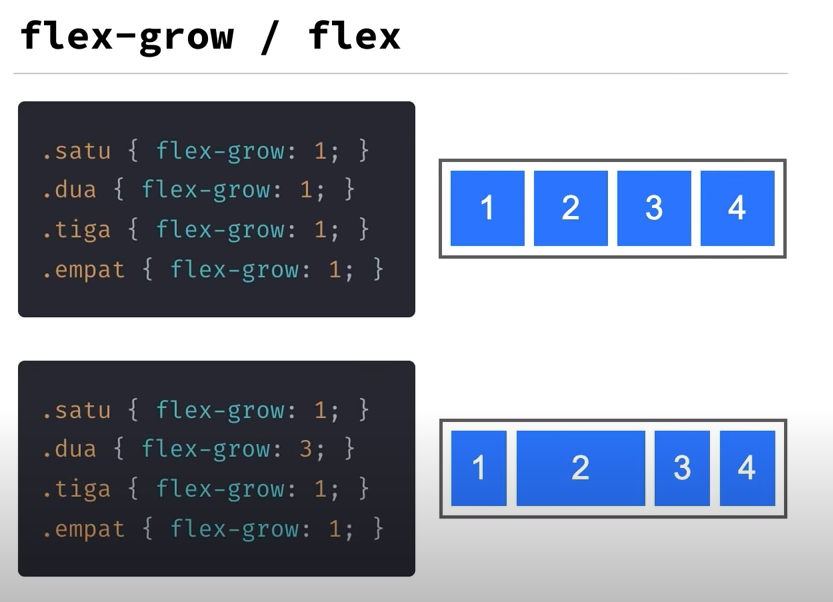 flex-grow / flex
.satu { flex-grow: 1; }
.dua { flex-grow: 1; }
.tiga { flex-grow: 1; }
.empat { flex-grow: 1; }
1 2 3 4
.satu { flex-grow: 1; }
.dua { flex-grow: 3; }
.tiga { flex-grow: 1; }
.empat { flex-grow: 1; }
1 2 3 4